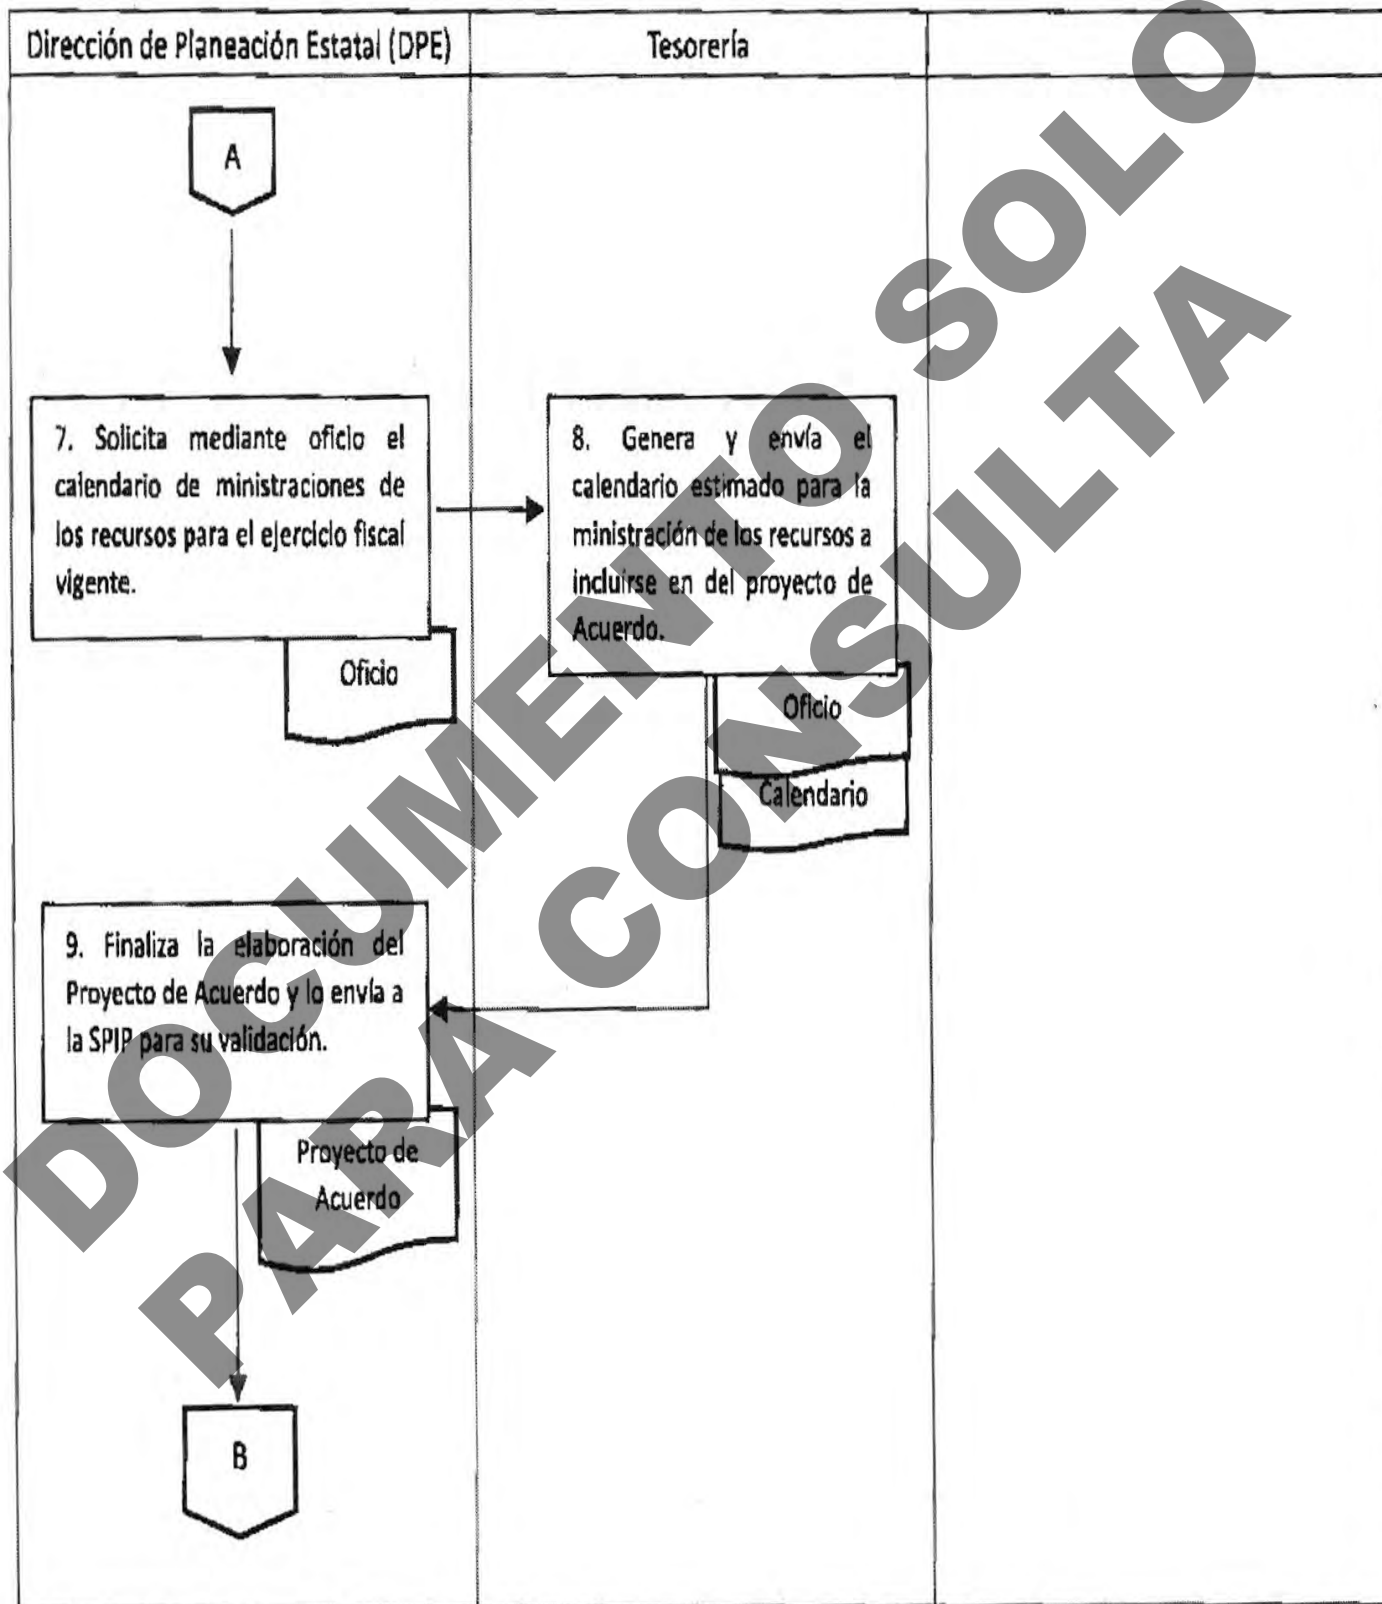 Dirección de Planeación Estatal (DPE)
Tesorería
A
7. Solicita mediante oficio el
calendario de ministraciones de
los recursos para el ejercicio fiscal
vigente.
Oficio
8. Genera y envía el
calendario estimado para la
ministración de los recursos a
incluirse en del proyecto de
Acuerdo.
Oficio
Calendario
9. Finaliza la elaboración del
Proyecto de Acuerdo y lo envía a
la SPIP para su validación.
Proyecto de
Acuerdo
B
DOCUMENTO SOLO
PARA CONSULTA